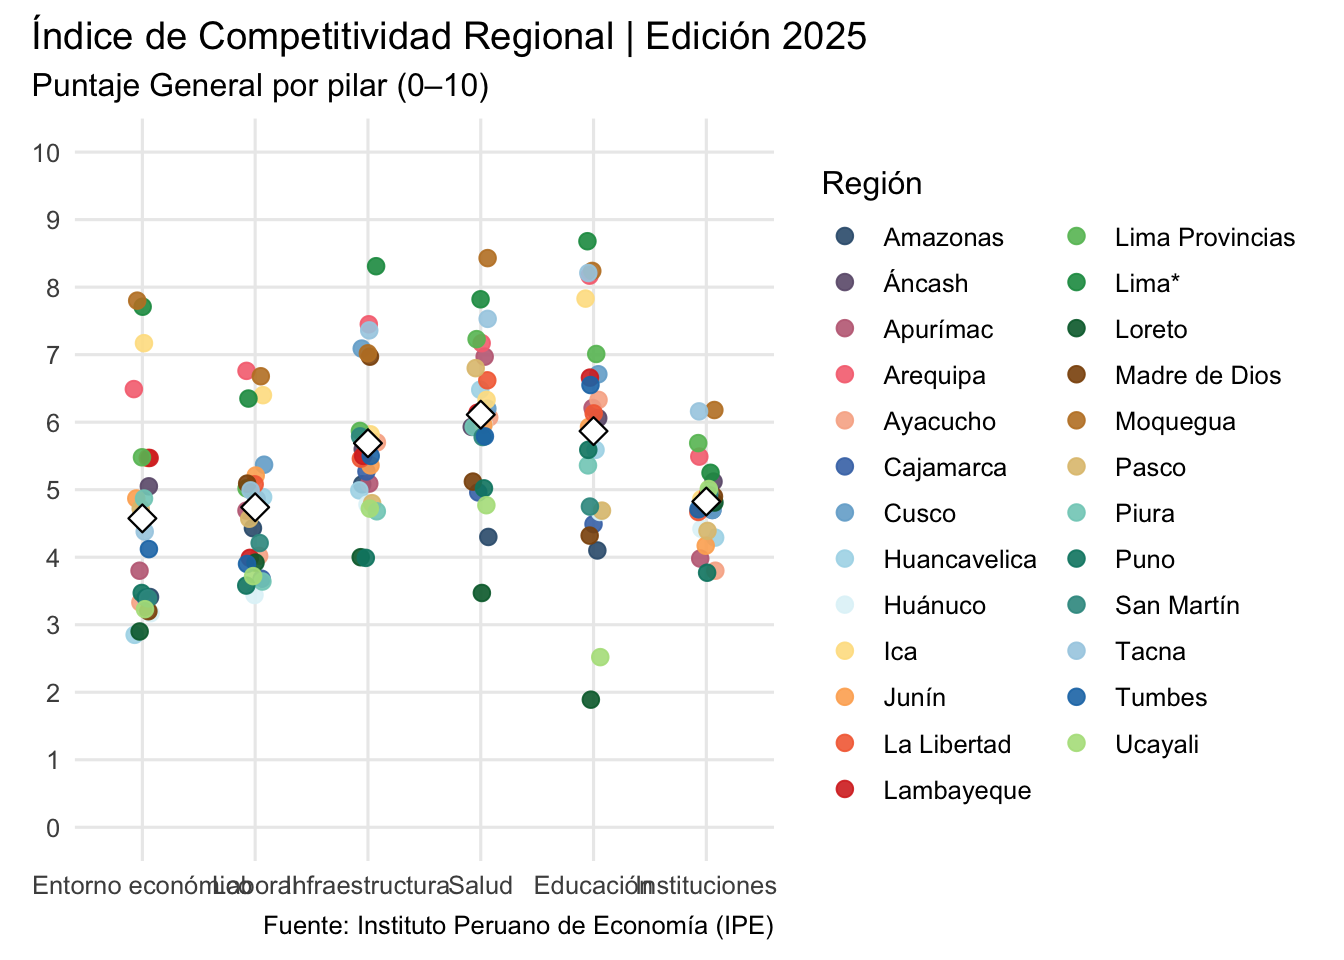 Índice de Competitividad Regional | Edición 2025
Puntaje General por pilar (0–10)
10
9
8
7
6
5
4
3
2
1
0
Entorno económico
Laboral
Infraestructura
Salud
Educación
Instituciones
Fuente: Instituto Peruano de Economía (IPE)
Región
Amazonas
Áncash
Apurímac
Arequipa
Ayacucho
Cajamarca
Cusco
Huancavelica
Huánuco
Ica
Junín
La Libertad
Lambayeque
Lima Provincias
Lima*
Loreto
Madre de Dios
Moquegua
Pasco
Piura
Puno
San Martín
Tacna
Tumbes
Ucayali